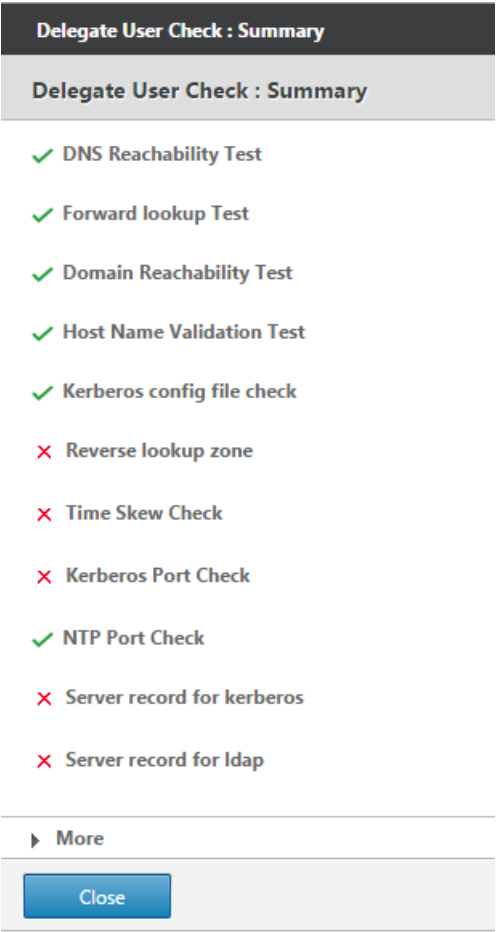 Delegate User Check : Summary
Delegate User Check : Summary
DNS Reachability Test
Forward lookup Test
Domain Reachability Test
Host Name Validation Test
Kerberos config file check
Reverse lookup zone
Time Skew Check
Kerberos Port Check
NTP Port Check
Server record for kerberos
Server record for ldap
More
Close